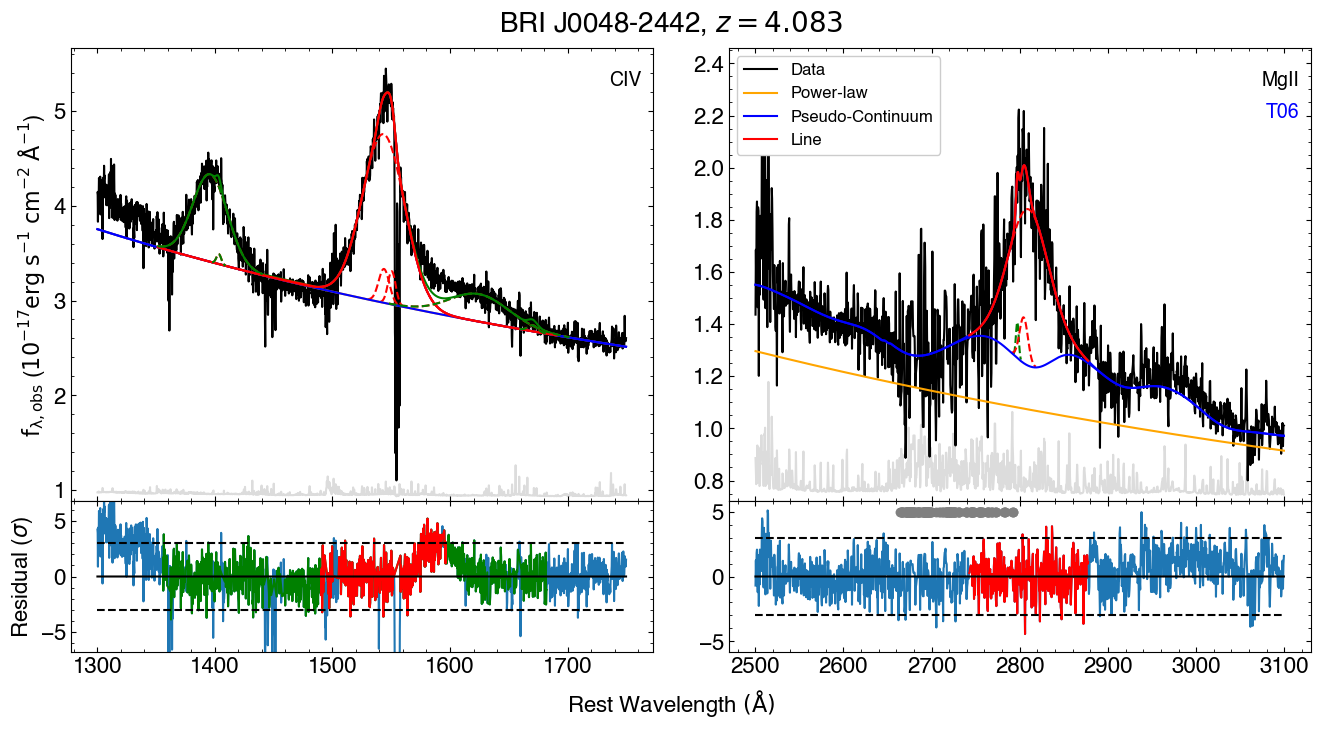 BRI J0048-2442, z = 4.083
CIV
5
4
3
2
1
f_λ,obs (10^−17 erg s^−1 cm^−2 Å^−1)
Data
Power-law
Pseudo-Continuum
Line
MgII
T06
2.4
2.2
2.0
1.8
1.6
1.4
1.2
1.0
0.8
Residual (σ)
5
0
−5
1300 1400 1500 1600 1700
5
0
−5
2500 2600 2700 2800 2900 3000 3100
Rest Wavelength (Å)